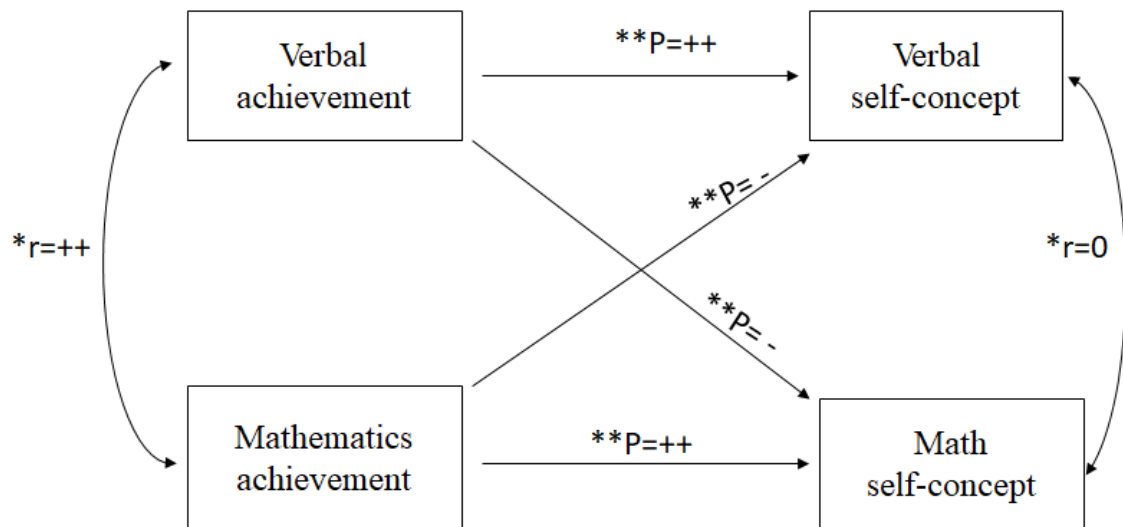 Verbal
achievement
**P=++
Verbal
self-concept
**P= -
*r=++
*r=0
**P= -
Mathematics
achievement
**P=++
Math
self-concept